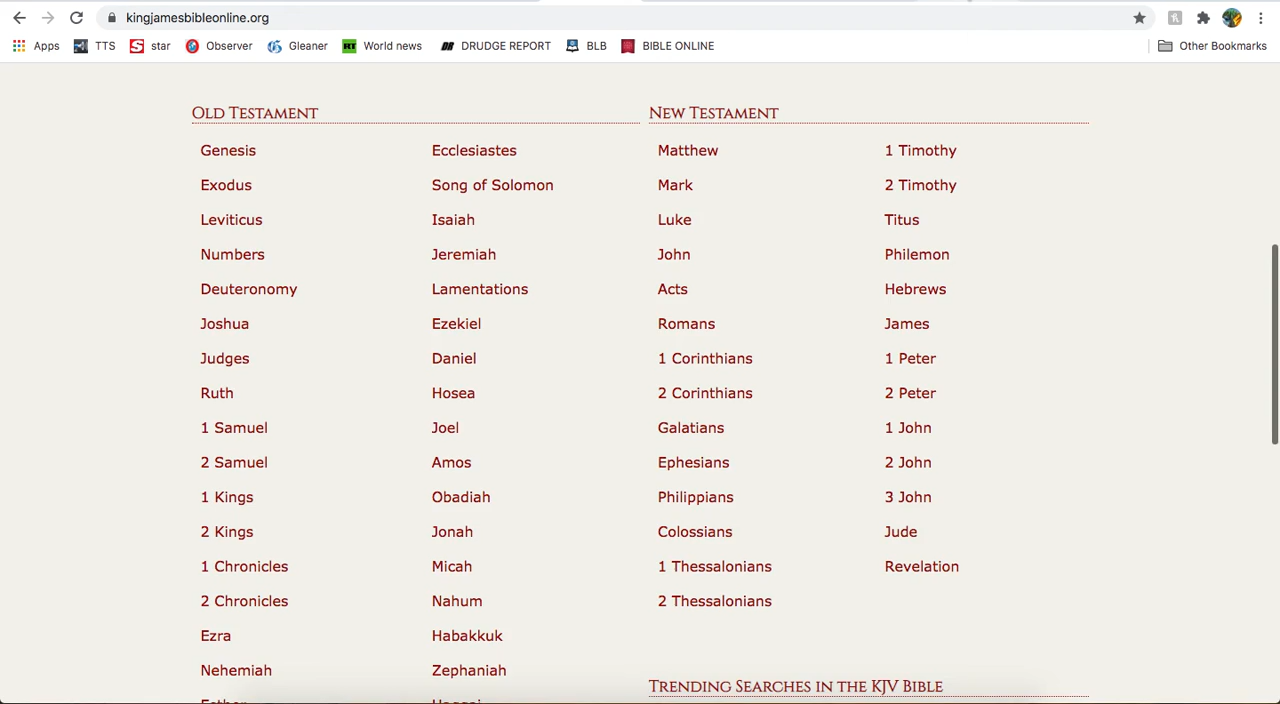 kingjamesbibleonline.org
Apps TTS star Observer Gleaner World news DRUDGE REPORT BLB BIBLE ONLINE Other Bookmarks
OLD TESTAMENT
Genesis
Exodus
Leviticus
Numbers
Deuteronomy
Joshua
Judges
Ruth
1 Samuel
2 Samuel
1 Kings
2 Kings
1 Chronicles
2 Chronicles
Ezra
Nehemiah
Ecclesiastes
Song of Solomon
Isaiah
Jeremiah
Lamentations
Ezekiel
Daniel
Hosea
Joel
Amos
Obadiah
Jonah
Micah
Nahum
Habakkuk
Zephaniah
NEW TESTAMENT
Matthew
Mark
Luke
John
Acts
Romans
1 Corinthians
2 Corinthians
Galatians
Ephesians
Philippians
Colossians
1 Thessalonians
2 Thessalonians
1 Timothy
2 Timothy
Titus
Philemon
Hebrews
James
1 Peter
2 Peter
1 John
2 John
3 John
Jude
Revelation
TRENDING SEARCHES IN THE KJV BIBLE